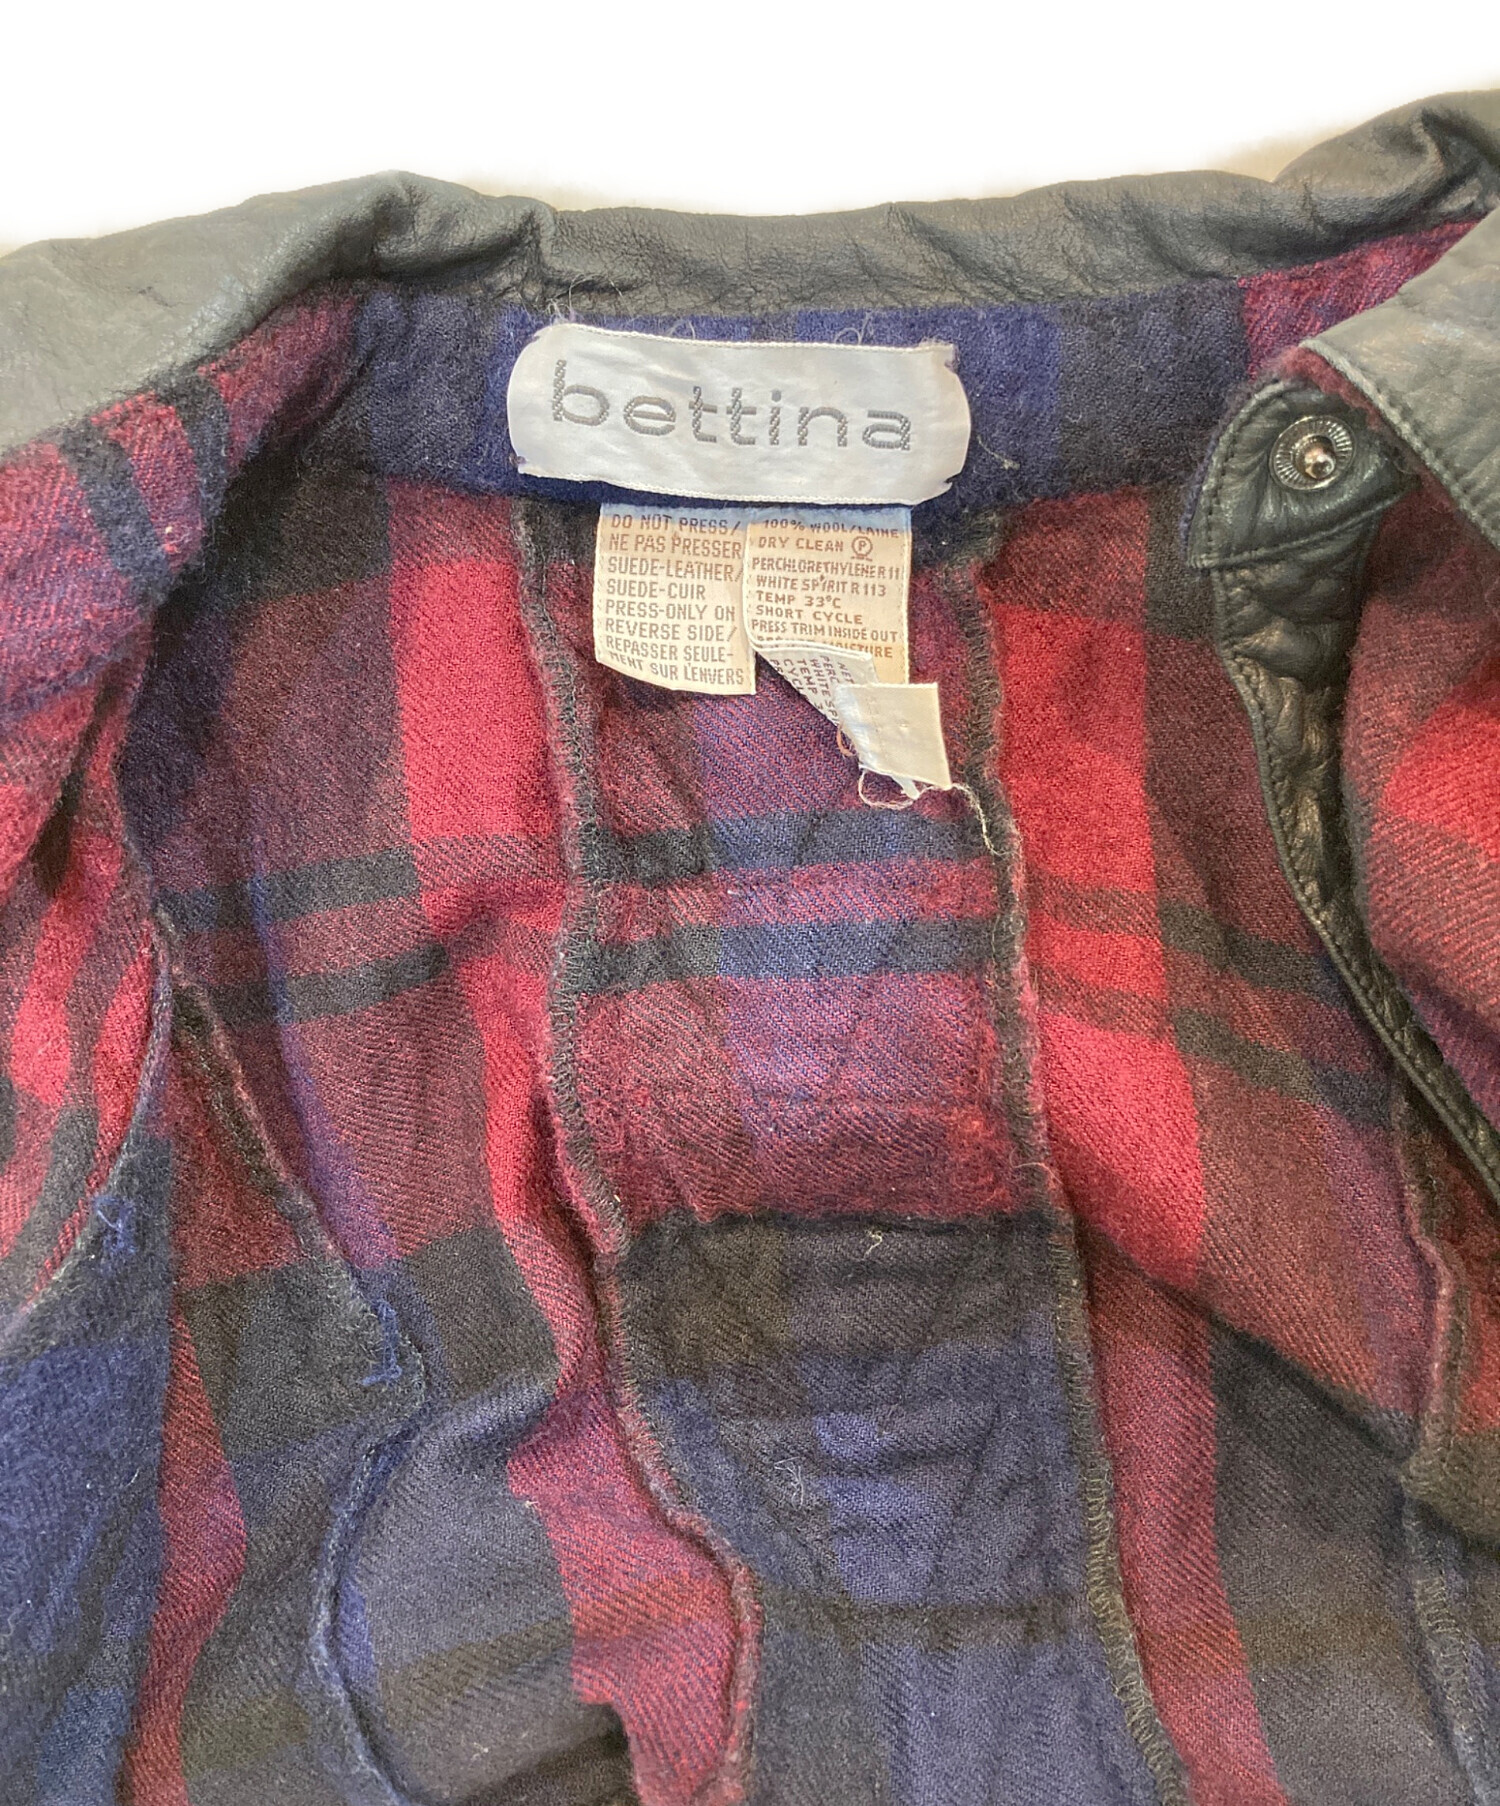 bettina
DO NOT PRESS/
NE PAS PRESSER
SUEDE-LEATHER/
SUEDE-CUIR
PRESS-ONLY ON
REVERSE SIDE/
REPASSER SEULE-
MENT SUR L'ENVERS
100% WOOL/LAINE
DRY CLEAN P
PERCHLORETHYLENE R 11
WHITE SPIRIT R 113
TEMP 33°C
SHORT CYCLE
PRESS TRIM INSIDE OUT